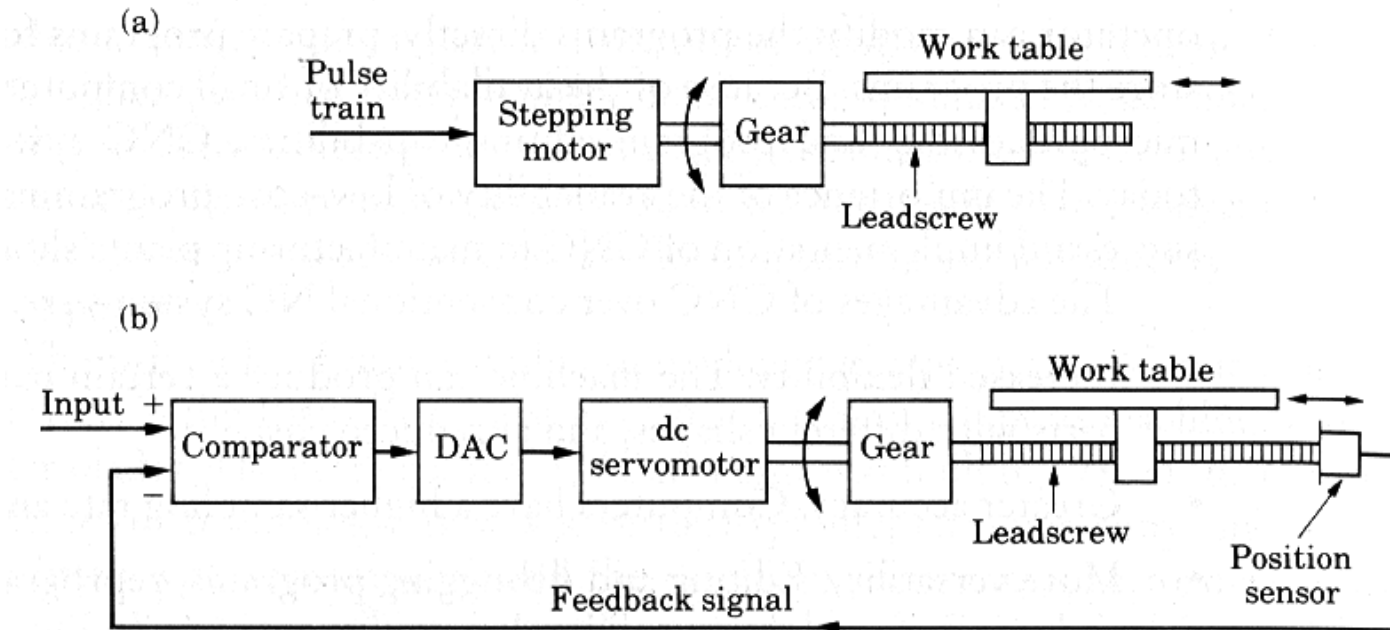 (a)
Work table
Pulse
train
Stepping
motor
Gear
Leadscrew
(b)
Work table
Input +
−
Comparator
DAC
dc
servomotor
Gear
Leadscrew
Position
sensor
Feedback signal